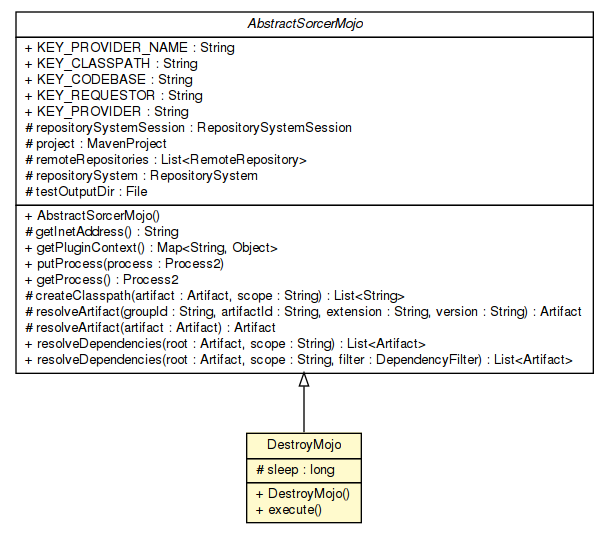 AbstractSorcerMojo
+ KEY_PROVIDER_NAME : String
+ KEY_CLASSPATH : String
+ KEY_CODEBASE : String
+ KEY_REQUESTOR : String
+ KEY_PROVIDER : String
# repositorySystemSession : RepositorySystemSession
# project : MavenProject
# remoteRepositories : List<RemoteRepository>
# repositorySystem : RepositorySystem
# testOutputDir : File
+ AbstractSorcerMojo()
# getInetAddress() : String
+ getPluginContext() : Map<String, Object>
+ putProcess(process : Process2)
+ getProcess() : Process2
# createClasspath(artifact : Artifact, scope : String) : List<String>
# resolveArtifact(groupId : String, artifactId : String, extension : String, version : String) : Artifact
# resolveArtifact(artifact : Artifact) : Artifact
+ resolveDependencies(root : Artifact, scope : String) : List<Artifact>
+ resolveDependencies(root : Artifact, scope : String, filter : DependencyFilter) : List<Artifact>
DestroyMojo
# sleep : long
+ DestroyMojo()
+ execute()